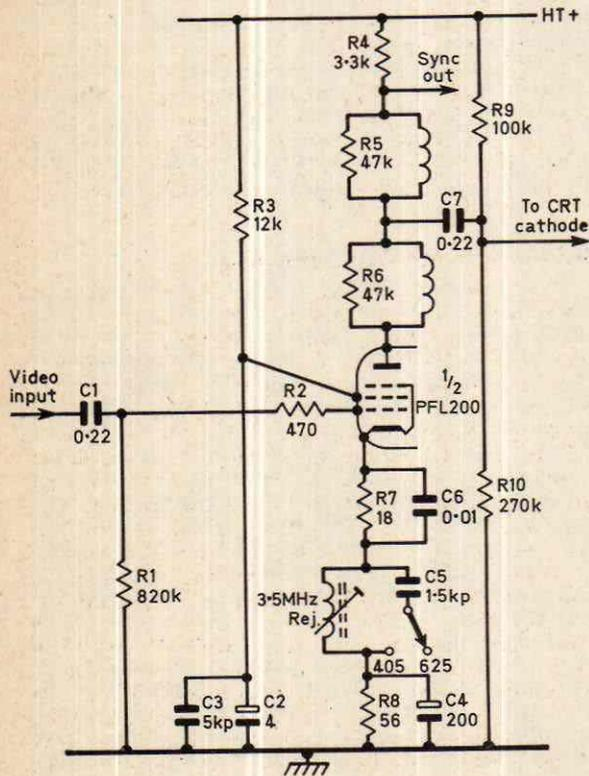 HT+
R4
3·3k
Sync
out
R9
100k
R5
47k
R3
12k
C7
0·22
To CRT
cathode
R6
47k
Video
input
C1
0·22
R2
470
1/2
PFL200
R7
18
C6
0·01
R10
270k
R1
820k
3·5MHz
Rej.
C5
1·5kp
405
625
C3
5kp
C2
4
R8
56
C4
200